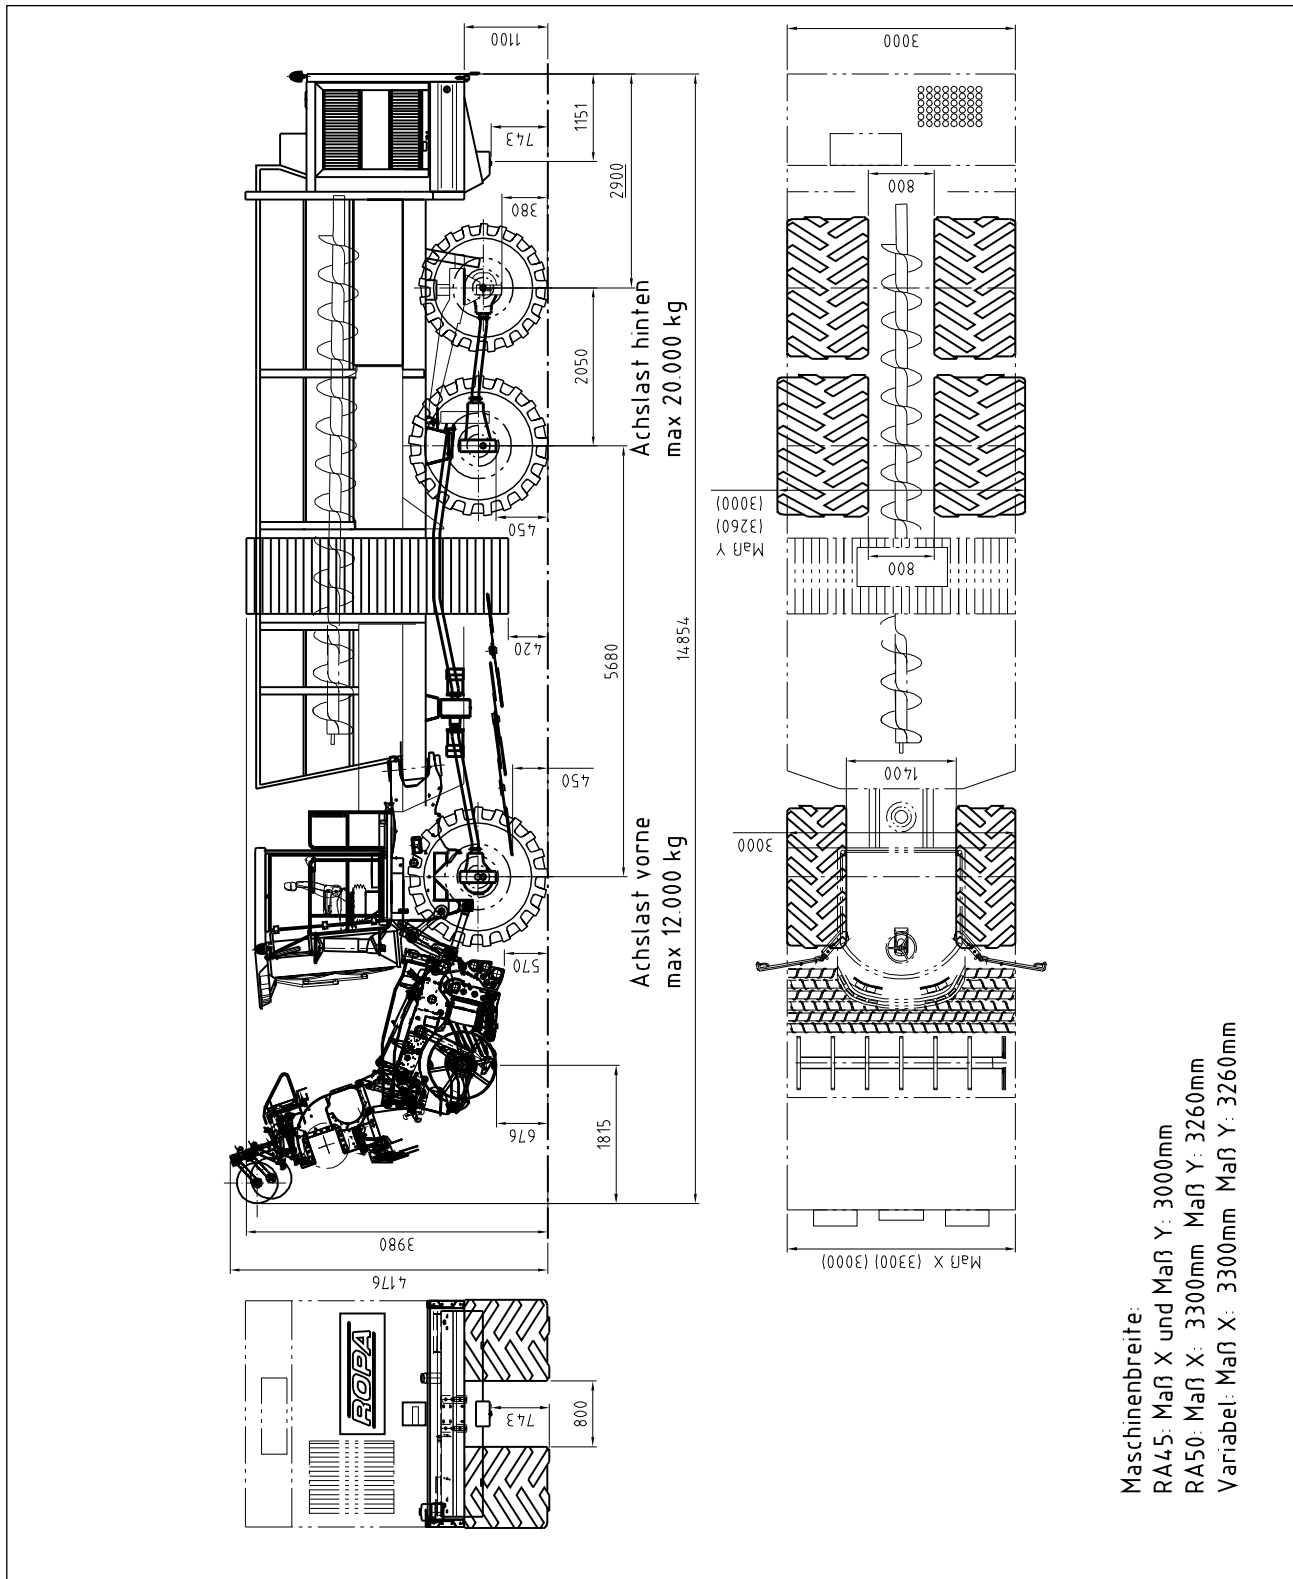 1100
1151
743
2900
380
2050
Achslast hinten
max 20.000 kg
450
420
5680
14854
450
Achslast vorne
max 12.000 kg
570
676
1815
3980
4176
3000
800
Maß Y
(3260)
(3000)
800
1400
3000
Maß X (3300) (3000)
ROPA
743
800
Maschinenbreite:
RA45: Maß X und Maß Y: 3000mm
RA50: Maß X: 3300mm Maß Y: 3260mm
Variabel: Maß X: 3300mm Maß Y: 3260mm